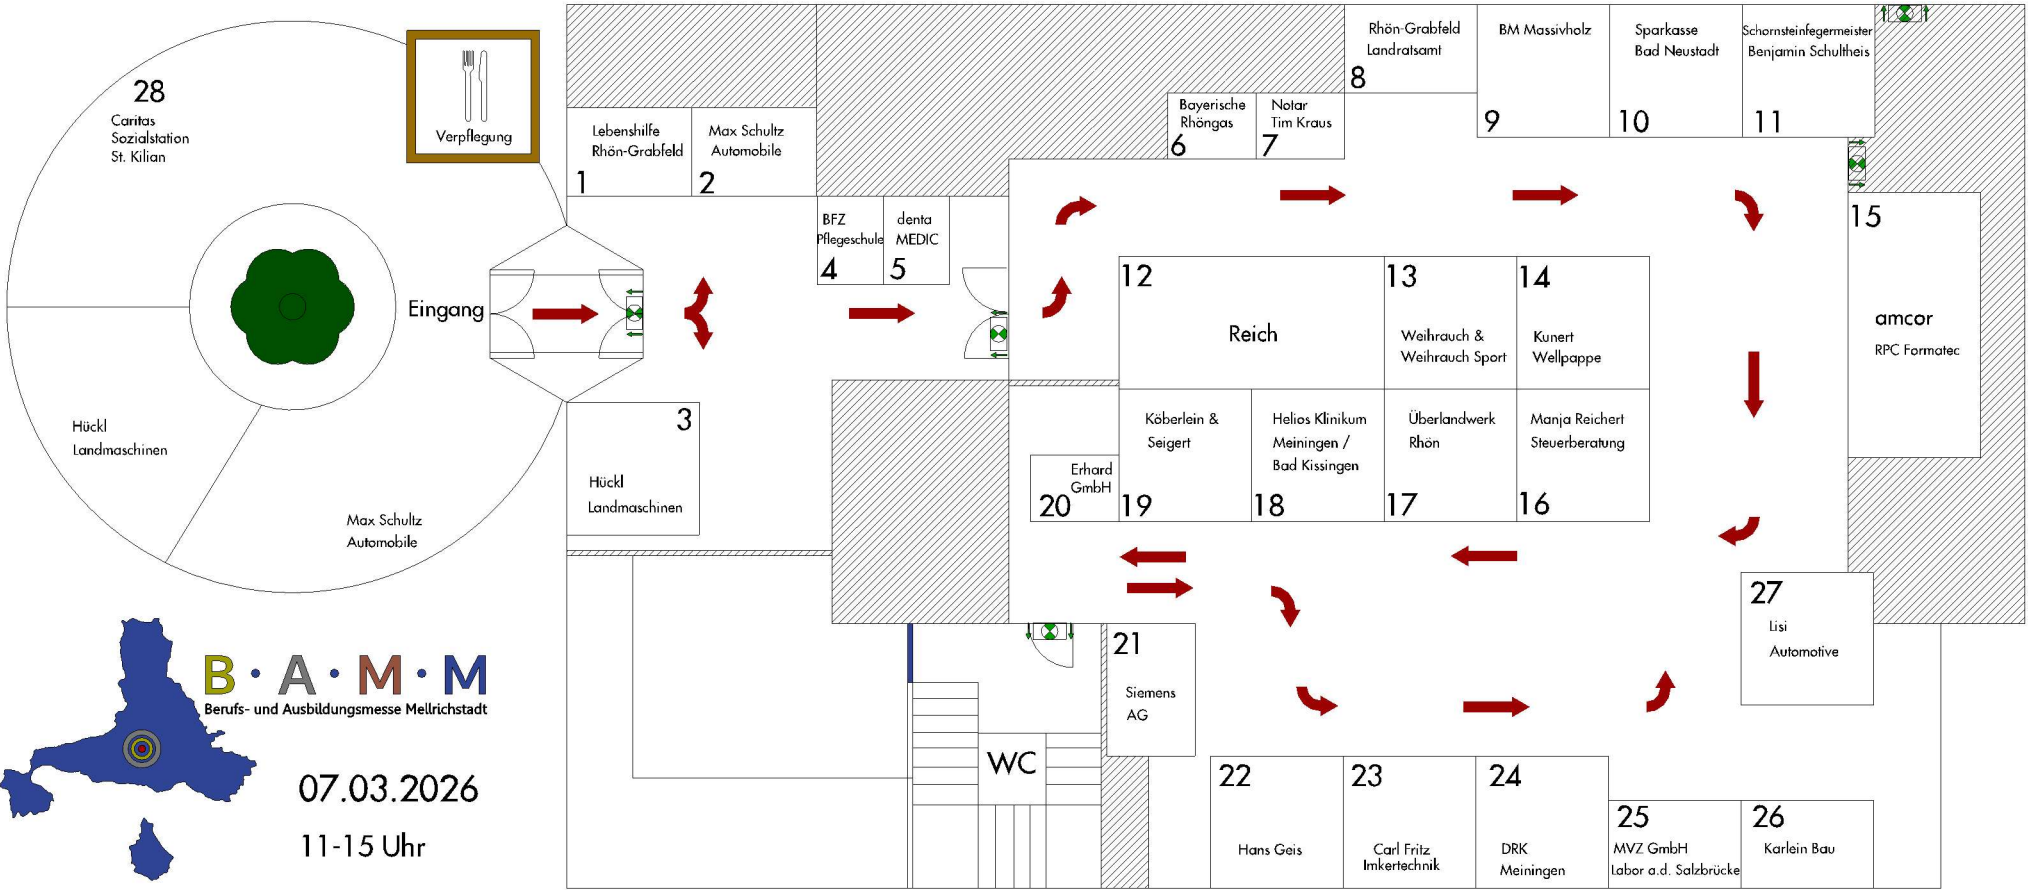 28
Caritas
Sozialstation
St. Kilian
Verpflegung
Hückl
Landmaschinen
Max Schultz
Automobile
Eingang
Lebenshilfe
Rhön-Grabfeld
1
Max Schultz
Automobile
2
3
Hückl
Landmaschinen
BFZ
Pflegeschule
4
denta
MEDIC
5
Bayerische
Rhöngas
6
Notar
Tim Kraus
7
Rhön-Grabfeld
Landratsamt
8
BM Massivholz
9
Sparkasse
Bad Neustadt
10
Schornsteinfegermeister
Benjamin Schultheis
11
12
Reich
13
Weihrauch &
Weihrauch Sport
14
Kunert
Wellpappe
15
amcor
RPC Formatec
Manja Reichert
Steuerberatung
16
Überlandwerk
Rhön
17
Helios Klinikum
Meiningen /
Bad Kissingen
18
Köberlein &
Seigert
19
Erhard
GmbH
20
21
Siemens
AG
WC
22
Hans Geis
23
Carl Fritz
Imkertechnik
24
DRK
Meiningen
25
MVZ GmbH
Labor a.d. Salzbrücke
26
Karlein Bau
27
Lisi
Automotive
B·A·M·M
Berufs- und Ausbildungsmesse Mellrichstadt
07.03.2026
11-15 Uhr